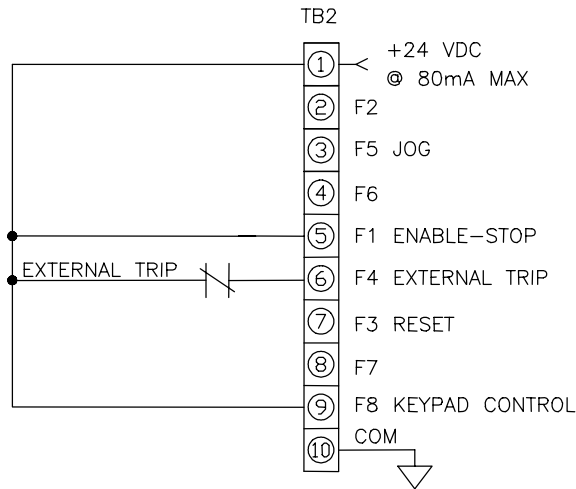 TB2
1 +24 VDC
@ 80mA MAX
2 F2
3 F5 JOG
4 F6
5 F1 ENABLE-STOP
EXTERNAL TRIP 6 F4 EXTERNAL TRIP
7 F3 RESET
8 F7
9 F8 KEYPAD CONTROL
10 COM